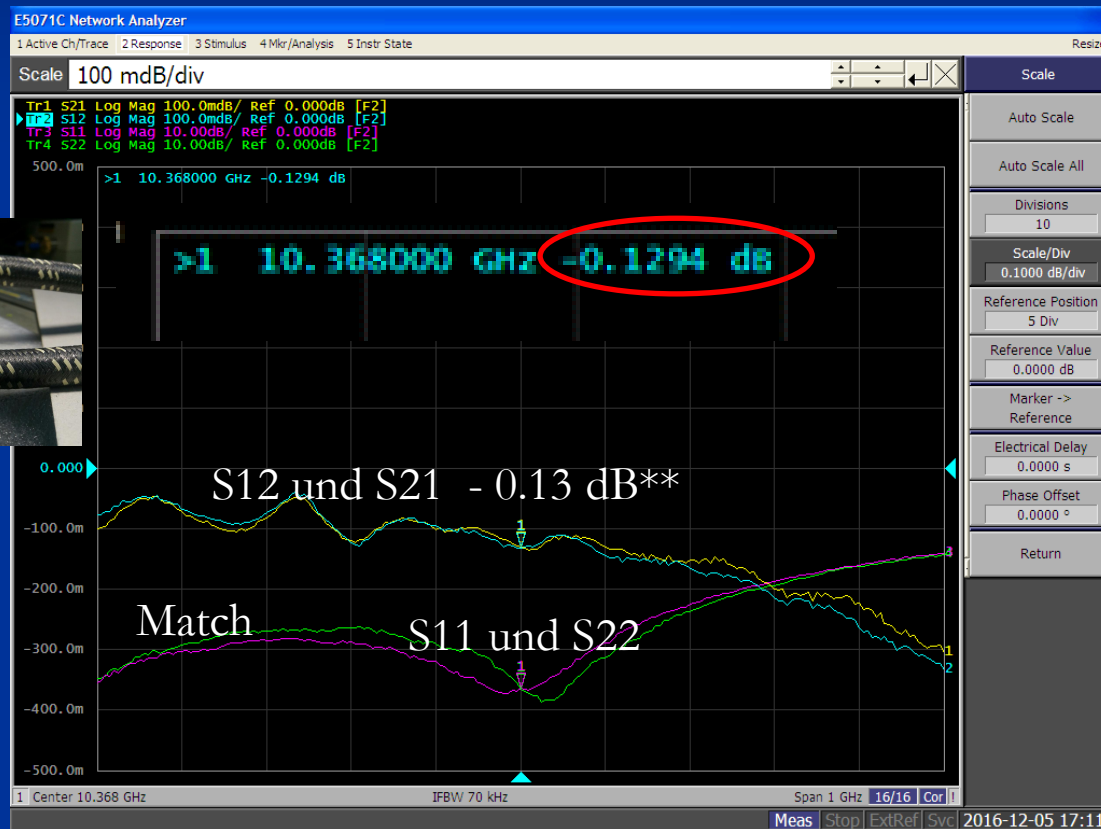 E5071C Network Analyzer
1 Active Ch/Trace 2 Response 3 Stimulus 4 Mkr/Analysis 5 Instr State
Scale 100 mdB/div
Tr1 S21 Log Mag 100.0mdB/ Ref 0.000dB [F2]
Tr2 S12 Log Mag 100.0mdB/ Ref 0.000dB [F2]
Tr3 S11 Log Mag 10.00dB/ Ref 0.000dB [F2]
Tr4 S22 Log Mag 10.00dB/ Ref 0.000dB [F2]
500.0m
>1 10.368000 GHz -0.1294 dB
>1 10.368000 GHz -0.1294 dB
0.000
S12 und S21 - 0.13 dB**
-100.0m
1
-200.0m
Match
S11 und S22
-300.0m
1
1
2
-400.0m
-500.0m
1 Center 10.368 GHz
IFBW 70 kHz
Span 1 GHz 16/16 Cor !
Meas Stop ExtRef Svc 2016-12-05 17:11
Scale
Auto Scale
Auto Scale All
Divisions
10
Scale/Div
0.1000 dB/div
Reference Position
5 Div
Reference Value
0.0000 dB
Marker ->
Reference
Electrical Delay
0.0000 s
Phase Offset
0.0000 °
Return